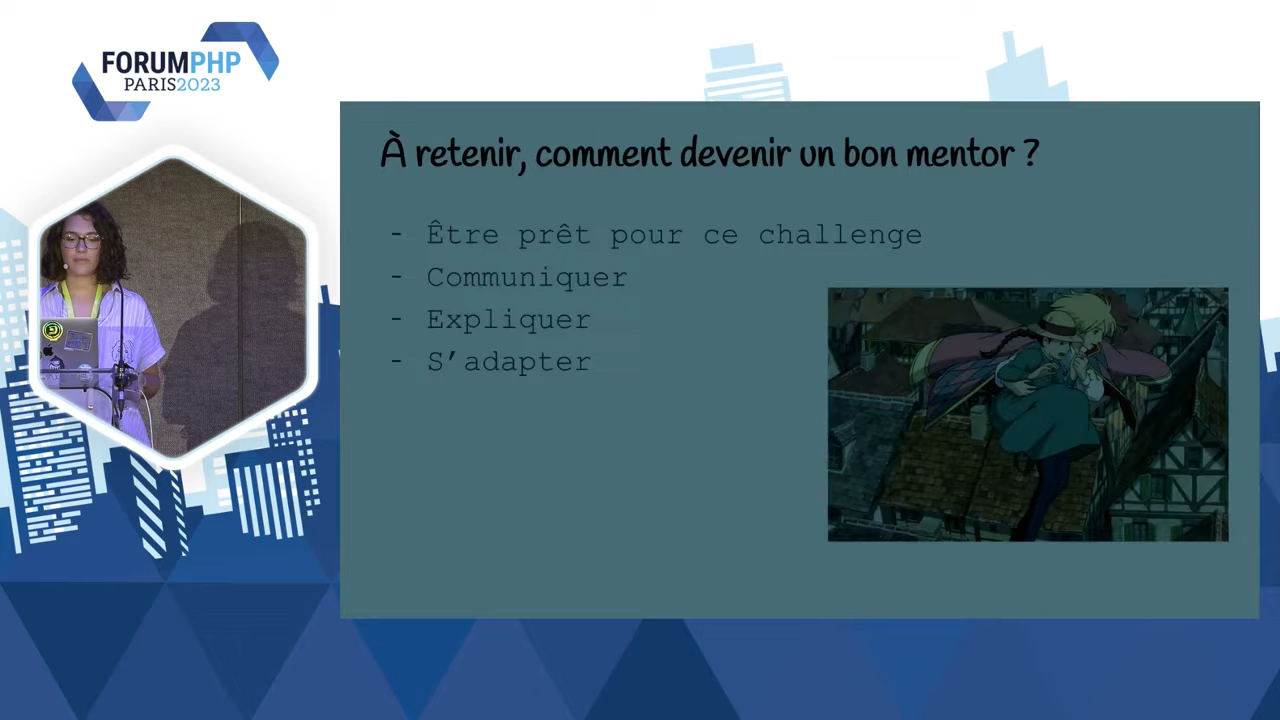 FORUMPHP
PARIS2023
À retenir, comment devenir un bon mentor ?
- Être prêt pour ce challenge
- Communiquer
- Expliquer
- S’adapter